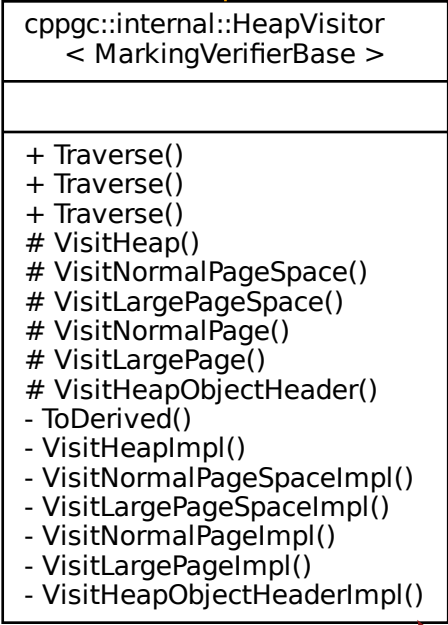 cppgc::internal::HeapVisitor
< MarkingVerifierBase >
+ Traverse()
+ Traverse()
+ Traverse()
# VisitHeap()
# VisitNormalPageSpace()
# VisitLargePageSpace()
# VisitNormalPage()
# VisitLargePage()
# VisitHeapObjectHeader()
- ToDerived()
- VisitHeapImpl()
- VisitNormalPageSpaceImpl()
- VisitLargePageSpaceImpl()
- VisitNormalPageImpl()
- VisitLargePageImpl()
- VisitHeapObjectHeaderImpl()